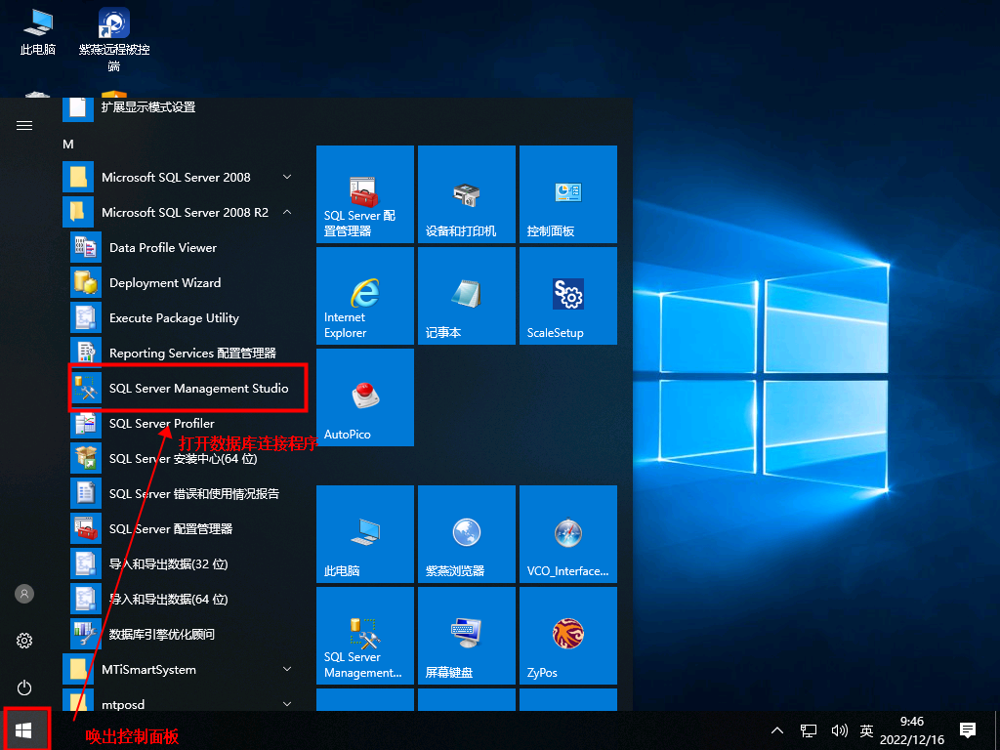 此电脑
紫燕远程被控
端
扩展显示模式设置
M
Microsoft SQL Server 2008
Microsoft SQL Server 2008 R2
Data Profile Viewer
Deployment Wizard
Execute Package Utility
Reporting Services 配置管理器
SQL Server Management Studio
SQL Server Profiler
打开数据库连接程序
SQL Server 安装中心(64 位)
SQL Server 错误和使用情况报告
SQL Server 配置管理器
导入和导出数据(32 位)
导入和导出数据(64 位)
数据库引擎优化顾问
MTiSmartSystem
mtposd
唤出控制面板
SQL Server 配
置管理器
设备和打印机
控制面板
Internet
Explorer
记事本
ScaleSetup
AutoPico
此电脑
紫燕浏览器
VCO_Interface...
SQL Server
Management...
屏幕键盘
ZyPos
英
9:46
2022/12/16